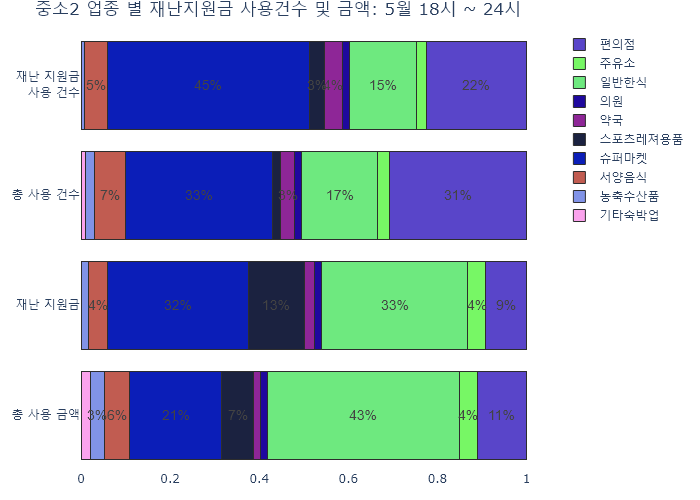 중소2 업종 별 재난지원금 사용건수 및 금액: 5월 18시 ~ 24시
재난 지원금
사용 건수
5%
45%
3%
4%
15%
22%
총 사용 건수
7%
33%
3%
17%
31%
재난 지원금
4%
32%
13%
33%
4%
9%
총 사용 금액
3%
6%
21%
7%
43%
4%
11%
0
0.2
0.4
0.6
0.8
1
편의점
주유소
일반한식
의원
약국
스포츠레져용품
슈퍼마켓
서양음식
농축수산품
기타숙박업